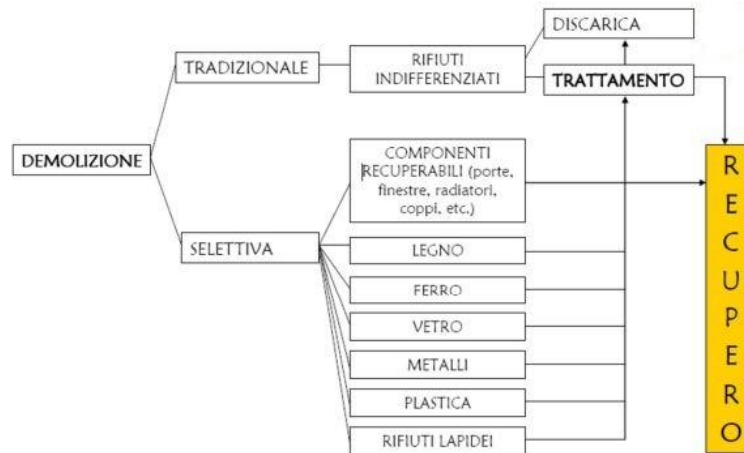 DISCARICA
TRADIZIONALE
RIFIUTI
INDIFFERENZIATI
TRATTAMENTO
DEMOLIZIONE
COMPONENTI
RECUPERABILI (porte,
finestre, radiatori,
coppi, etc.)
SELETTIVA
LEGNO
FERRO
VETRO
METALLI
PLASTICA
RIFIUTI LAPIDEI
RECUPERO